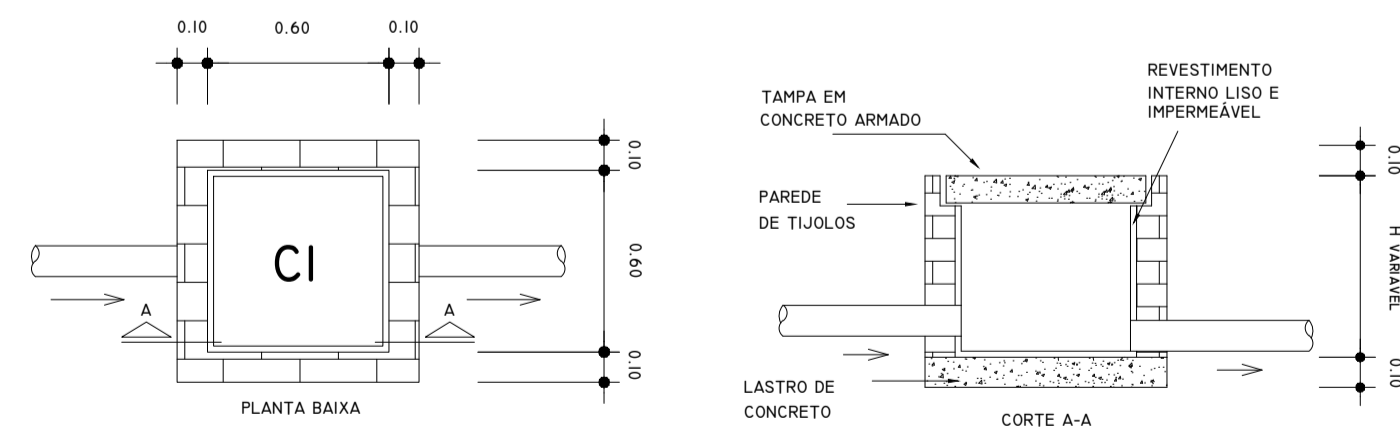 0.10
0.60
0.10
0.10
CI
0.60
A
A
0.10
PLANTA BAIXA
REVESTIMENTO
INTERNO LISO E
IMPERMEÁVEL
TAMPA EM
CONCRETO ARMADO
0.10
PAREDE
DE TIJOLOS
H VARIÁVEL
LASTRO DE
CONCRETO
0.10
CORTE A-A